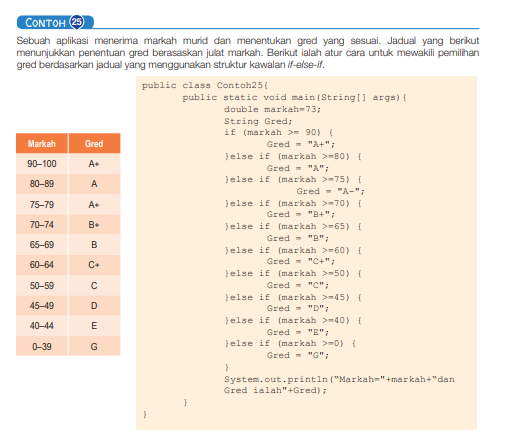 CONTOH 25
Sebuah aplikasi menerima markah murid dan menentukan gred yang sesuai. Jadual yang berikut
menunjukkan penentuan gred berasaskan julat markah. Berikut ialah atur cara untuk mewakili pemilihan
gred berdasarkan jadual yang menggunakan struktur kawalan if-else-if.
Markah Gred
90–100 A+
80–89 A
75–79 A+
70–74 B+
65–69 B
60–64 C+
50–59 C
45–49 D
40–44 E
0–39 G
public class Contoh25{
public static void main(String[] args){
double markah=73;
String Gred;
if (markah >= 90) {
Gred = "A+";
}else if (markah >=80) {
Gred = "A";
}else if (markah >=75) {
Gred = "A-";
}else if (markah >=70) {
Gred = "B+";
}else if (markah >=65) {
Gred = "B";
}else if (markah >=60) {
Gred = "C+";
}else if (markah >=50) {
Gred = "C";
}else if (markah >=45) {
Gred = "D";
}else if (markah >=40) {
Gred = "E";
}else if (markah >=0) {
Gred = "G";
}
System.out.println("Markah="+markah+"dan
Gred ialah"+Gred);
}
}